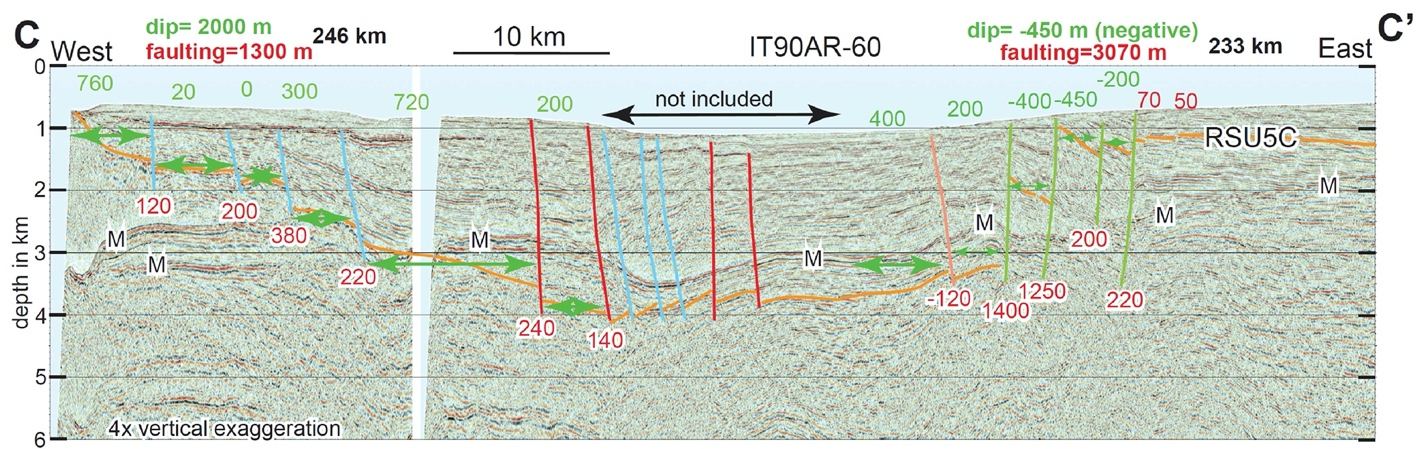 C
West
dip= 2000 m
faulting=1300 m
246 km
10 km
IT90AR-60
dip= -450 m (negative)
faulting=3070 m
233 km
East
C’
760
20
0
300
720
200
not included
400
200
-400
-450
-200
70
50
RSU5C
depth in km
0
1
2
3
4
5
6
120
200
380
220
240
140
-120
1400
1250
200
220
M
M
M
M
M
M
M
4x vertical exaggeration